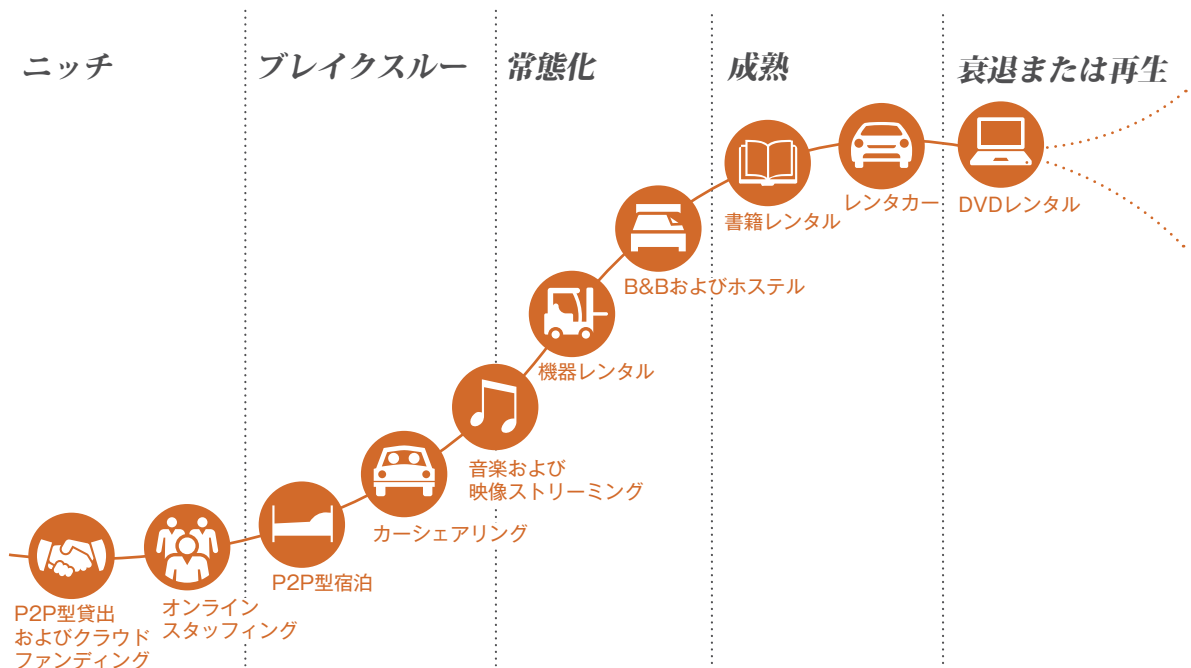 ニッチ
ブレイクスルー
常態化
成熟
衰退または再生
P2P型貸出
およびクラウド
ファンディング
オンライン
スタッフィング
P2P型宿泊
カーシェアリング
音楽および
映像ストリーミング
機器レンタル
B&Bおよびホステル
書籍レンタル
レンタカー
DVDレンタル